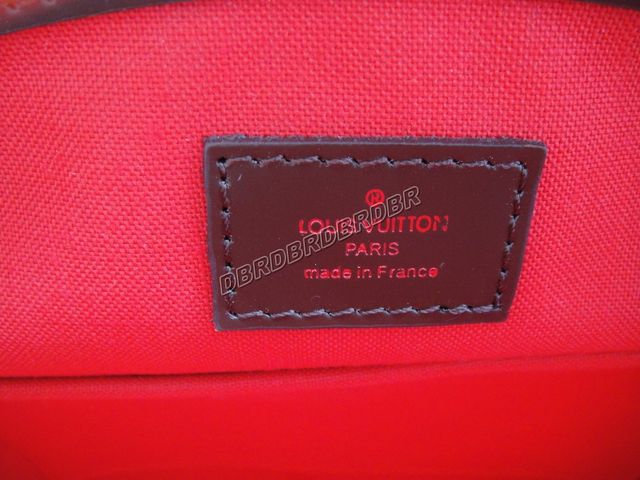 R
LOUIS VUITTON
PARIS
made in France
DBRDBRDBRDBR